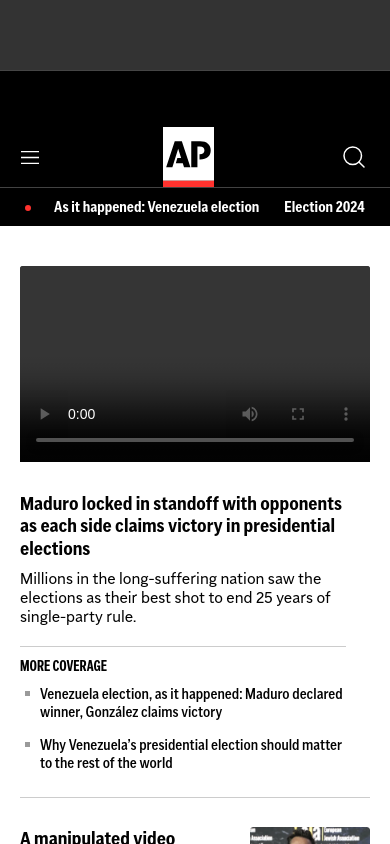 AP
As it happened: Venezuela election
Election 2024
0:00
Maduro locked in standoff with opponents
as each side claims victory in presidential
elections
Millions in the long-suffering nation saw the
elections as their best shot to end 25 years of
single-party rule.
MORE COVERAGE
Venezuela election, as it happened: Maduro declared
winner, González claims victory
Why Venezuela’s presidential election should matter
to the rest of the world
A manipulated video
European
Jewish Association